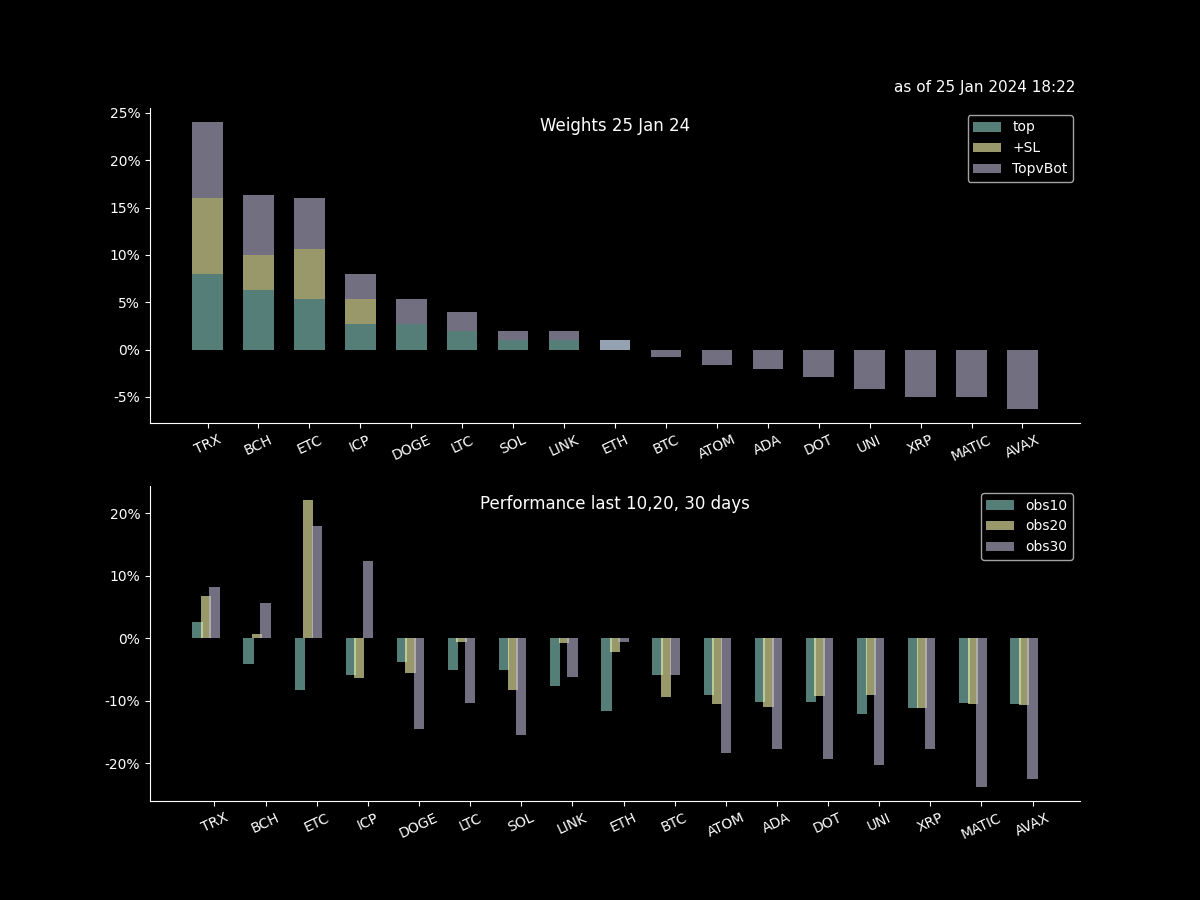 as of 25 Jan 2024 18:22
Weights 25 Jan 24
top
+SL
TopvBot
25%
20%
15%
10%
5%
0%
-5%
TRX BCH ETC ICP DOGE LTC SOL LINK ETH BTC ATOM ADA DOT UNI XRP MATIC AVAX
Performance last 10,20, 30 days
obs10
obs20
obs30
20%
10%
0%
-10%
-20%
TRX BCH ETC ICP DOGE LTC SOL LINK ETH BTC ATOM ADA DOT UNI XRP MATIC AVAX